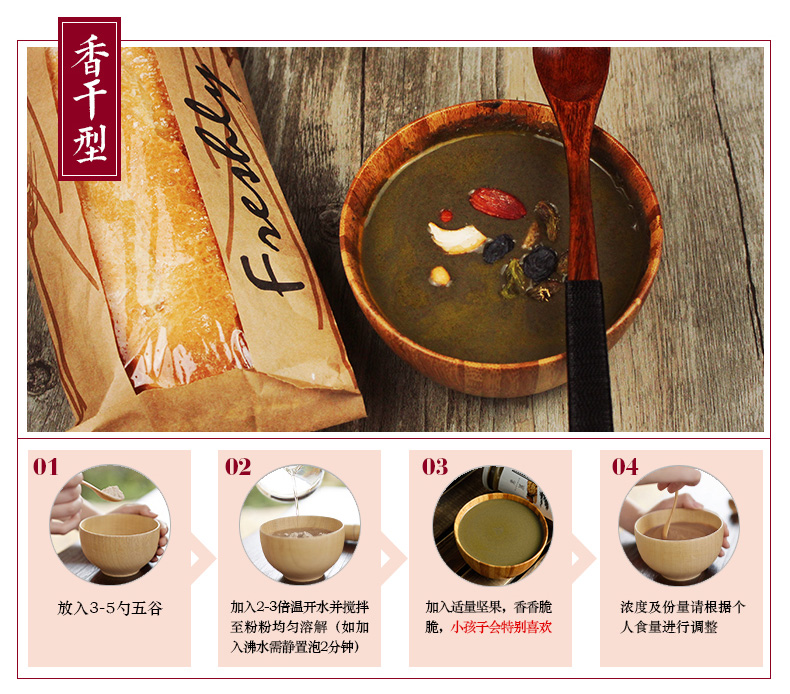 香干型
Freshly
01
放入3-5勺五谷
02
加入2-3倍温开水并搅拌
至粉粉均匀溶解（如加
入沸水需静置泡2分钟）
03
加入适量坚果，香香脆
脆，小孩子会特别喜欢
04
浓度及份量请根据个
人食量进行调整